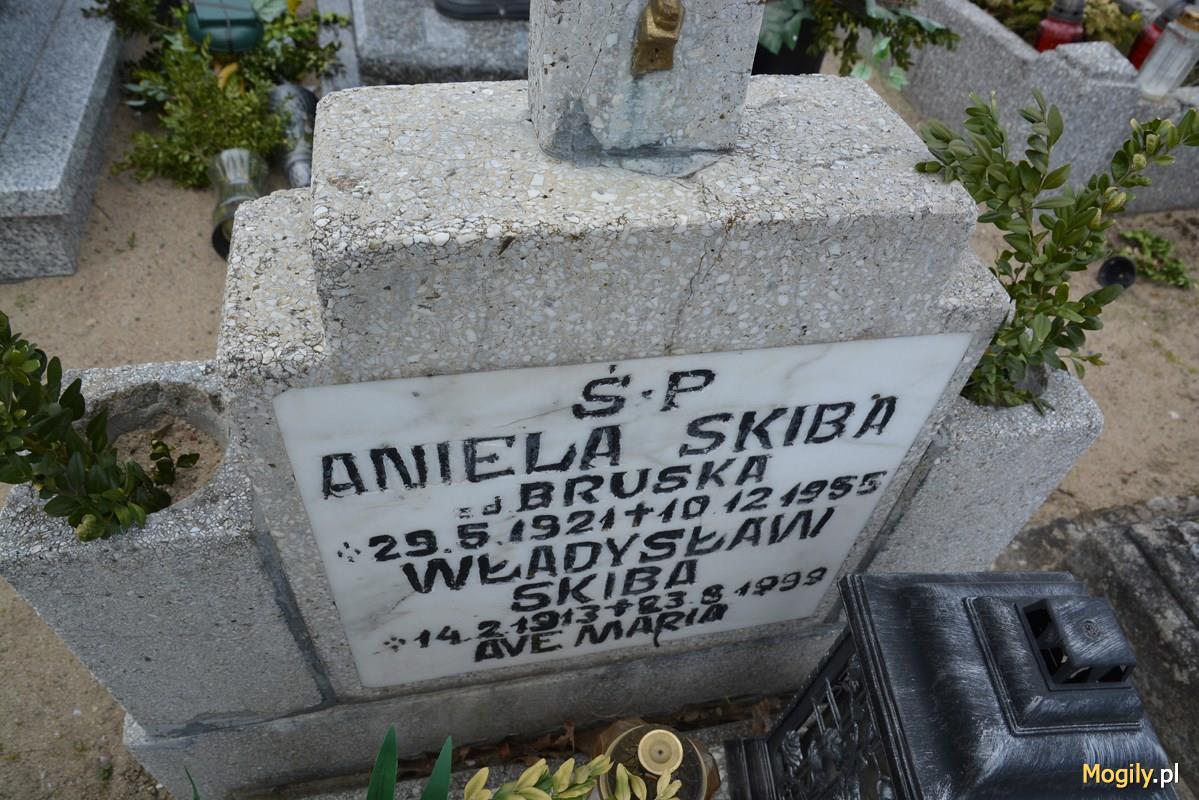 Ś.P
ANIELA SKIBA
zd BRUSKA
* 29.5.1921+10.12.1955
WŁADYSŁAW
SKIBA
* 14.2.1913+23.8.1999
AVE MARIA
Mogily.pl